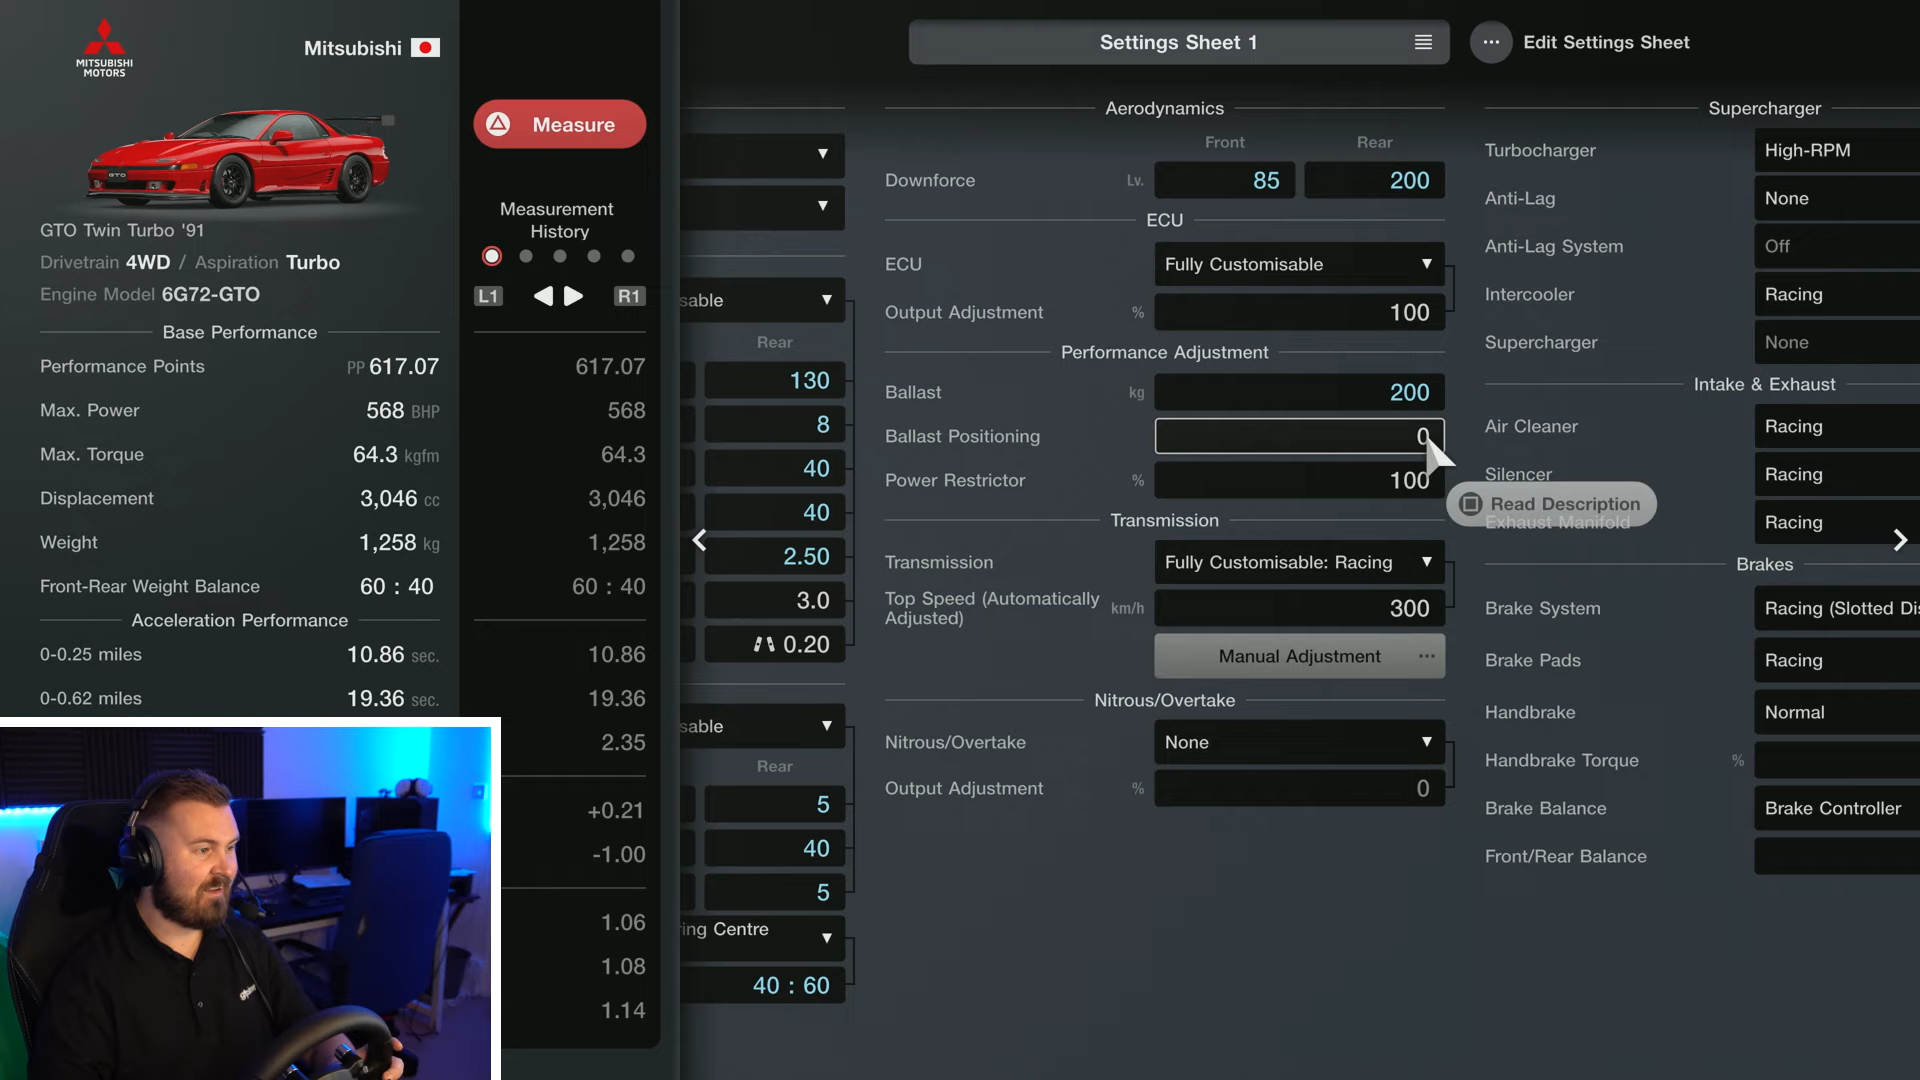 MITSUBISHI
MOTORS
Mitsubishi
GTO
GTO Twin Turbo '91
Drivetrain 4WD / Aspiration Turbo
Engine Model 6G72-GTO
Base Performance
Performance Points PP 617.07
Max. Power 568 BHP
Max. Torque 64.3 kgfm
Displacement 3,046 cc
Weight 1,258 kg
Front-Rear Weight Balance 60 : 40
Acceleration Performance
0-0.25 miles 10.86 sec.
0-0.62 miles 19.36 sec.
Measure
Measurement
History
L1 R1
617.07
568
64.3
3,046
1,258
60 : 40
10.86
19.36
2.35
+0.21
-1.00
1.06
1.08
1.14
sable
Rear
130
8
40
40
2.50
3.0
0.20
sable
Rear
5
40
5
ring Centre
40 : 60
Settings Sheet 1
Edit Settings Sheet
Aerodynamics
Front Rear
Downforce Lv. 85 200
ECU
ECU Fully Customisable
Output Adjustment % 100
Performance Adjustment
Ballast kg 200
Ballast Positioning 0
Power Restrictor % 100
Transmission
Transmission Fully Customisable: Racing
Top Speed (Automatically
Adjusted) km/h 300
Manual Adjustment
Nitrous/Overtake
Nitrous/Overtake None
Output Adjustment % 0
Supercharger
Turbocharger High-RPM
Anti-Lag None
Anti-Lag System Off
Intercooler Racing
Supercharger None
Intake & Exhaust
Air Cleaner Racing
Silencer Racing
Read Description
Exhaust Manifold Racing
Brakes
Brake System Racing (Slotted Dis
Brake Pads Racing
Handbrake Normal
Handbrake Torque %
Brake Balance Brake Controller
Front/Rear Balance